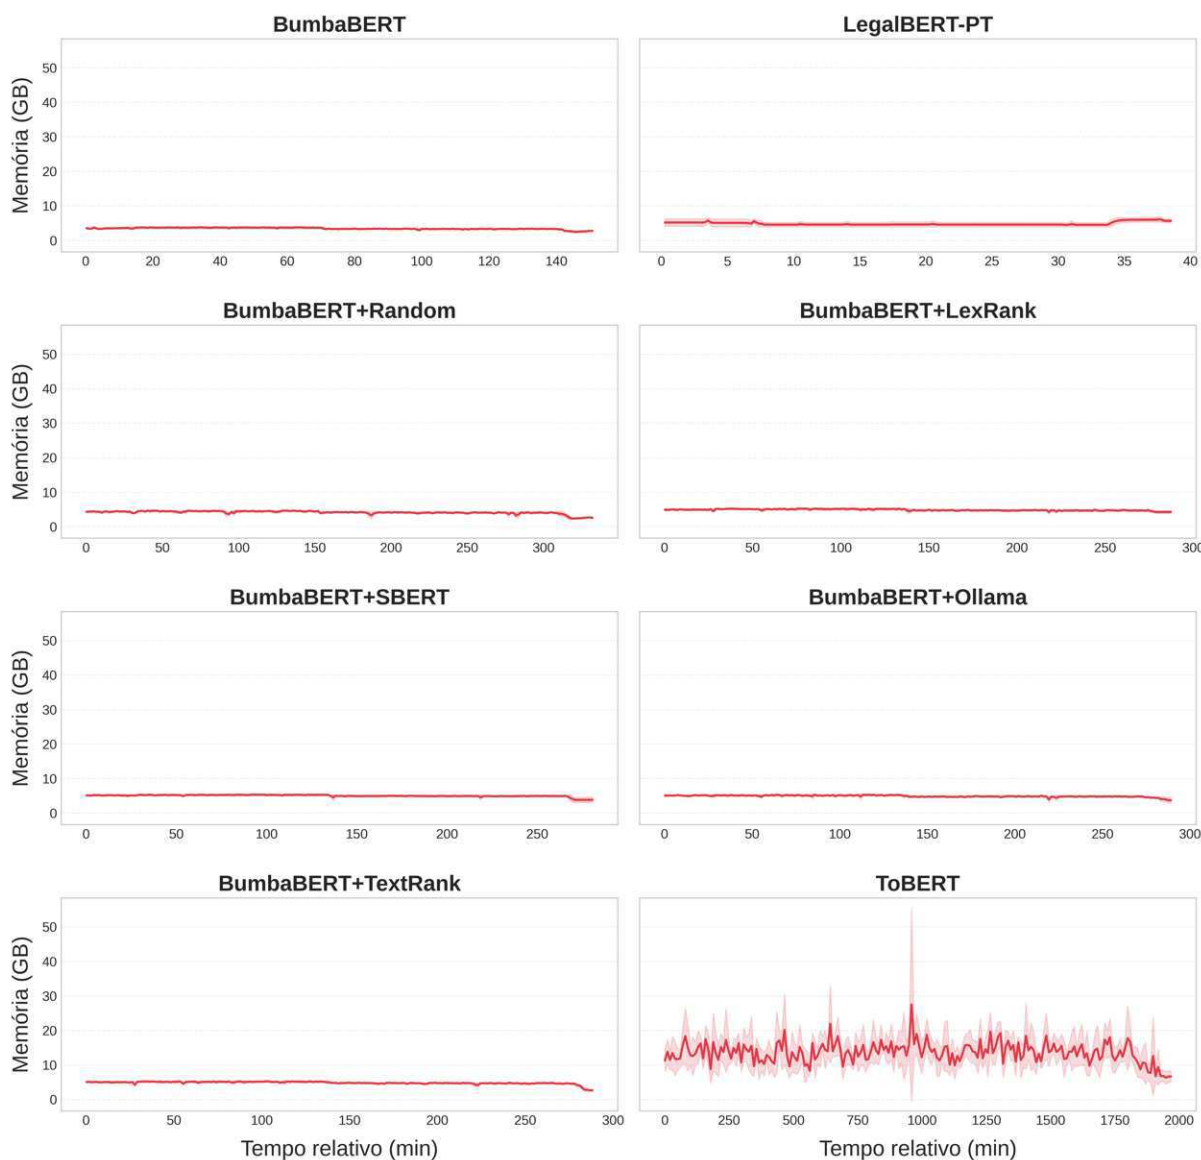 BumbaBERT
LegalBERT-PT
Memória (GB)
50
40
30
20
10
0
0 20 40 60 80 100 120 140
0 5 10 15 20 25 30 35 40
BumbaBERT+Random
BumbaBERT+LexRank
Memória (GB)
50
40
30
20
10
0
0 50 100 150 200 250 300
0 50 100 150 200 250 300
BumbaBERT+SBERT
BumbaBERT+Ollama
Memória (GB)
50
40
30
20
10
0
0 50 100 150 200 250
0 50 100 150 200 250 300
BumbaBERT+TextRank
ToBERT
Memória (GB)
50
40
30
20
10
0
0 50 100 150 200 250 300
0 250 500 750 1000 1250 1500 1750 2000
Tempo relativo (min)
Tempo relativo (min)